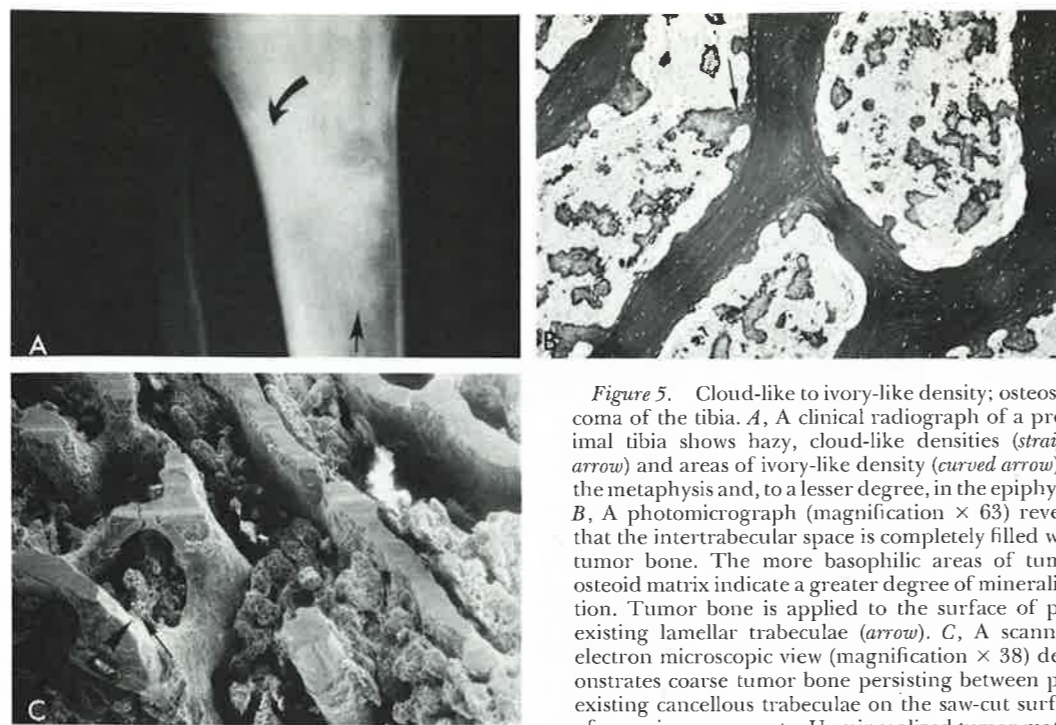 A
B
C
Figure 5. Cloud-like to ivory-like density; osteos
coma of the tibia. A, A clinical radiograph of a pro
imal tibia shows hazy, cloud-like densities (strai
arrow) and areas of ivory-like density (curved arrow)
the metaphysis and, to a lesser degree, in the epiphy
B, A photomicrograph (magnification × 63) reve
that the intertrabecular space is completely filled w
tumor bone. The more basophilic areas of tum
osteoid matrix indicate a greater degree of minerali
tion. Tumor bone is applied to the surface of p
existing lamellar trabeculae (arrow). C, A scann
electron microscopic view (magnification × 38) de
onstrates coarse tumor bone persisting between p
existing cancellous trabeculae on the saw-cut surf